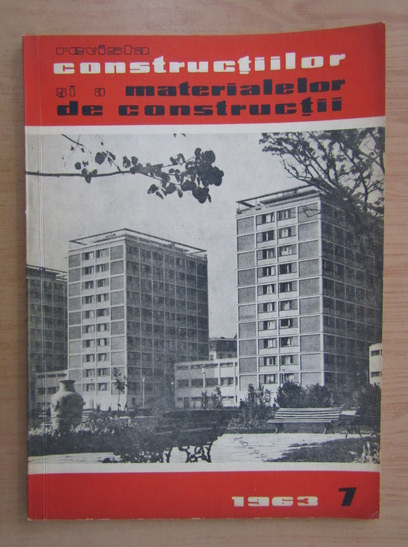 revista
construcţiilor
şi a materialelor
de construcţii
1963 7